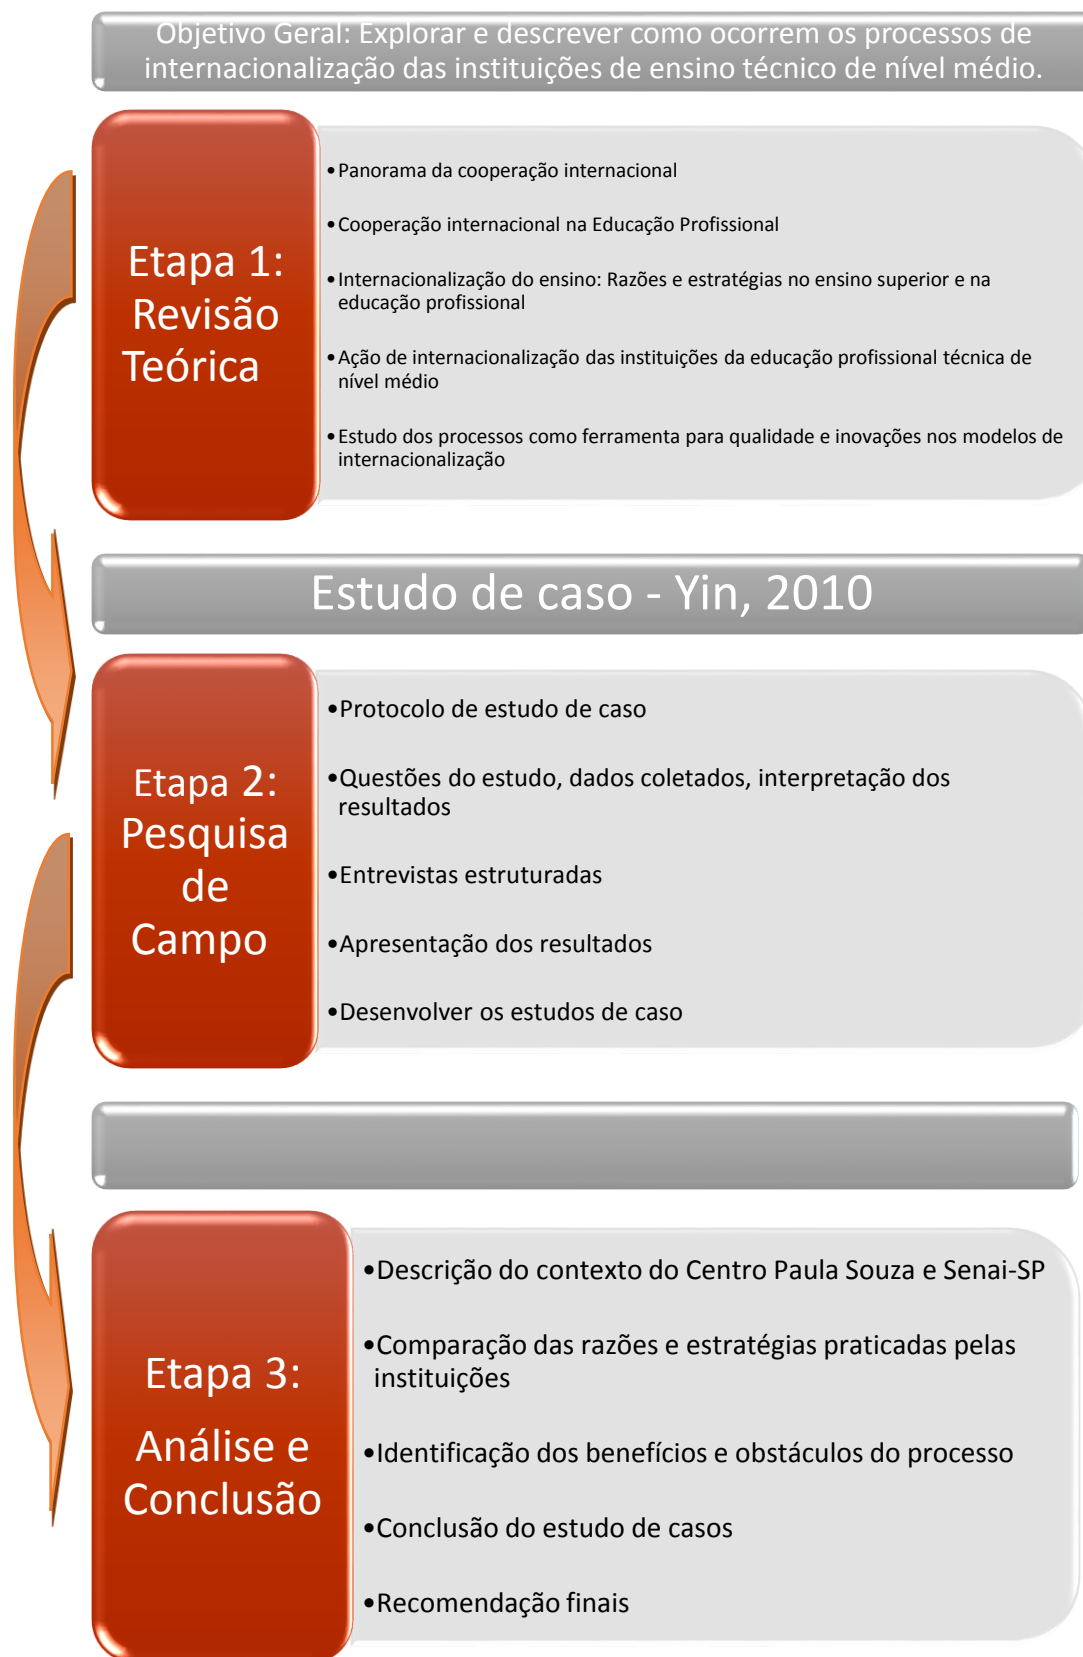 Objetivo Geral: Explorar e descrever como ocorrem os processos de
internacionalização das instituições de ensino técnico de nível médio.
Etapa 1:
Revisão
Teórica
•Panorama da cooperação internacional
•Cooperação internacional na Educação Profissional
•Internacionalização do ensino: Razões e estratégias no ensino superior e na
educação profissional
•Ação de internacionalização das instituições da educação profissional técnica de
nível médio
•Estudo dos processos como ferramenta para qualidade e inovações nos modelos de
internacionalização
Estudo de caso - Yin, 2010
Etapa 2:
Pesquisa
de
Campo
•Protocolo de estudo de caso
•Questões do estudo, dados coletados, interpretação dos
resultados
•Entrevistas estruturadas
•Apresentação dos resultados
•Desenvolver os estudos de caso
Etapa 3:
Análise e
Conclusão
•Descrição do contexto do Centro Paula Souza e Senai-SP
•Comparação das razões e estratégias praticadas pelas
instituições
•Identificação dos benefícios e obstáculos do processo
•Conclusão do estudo de casos
•Recomendação finais